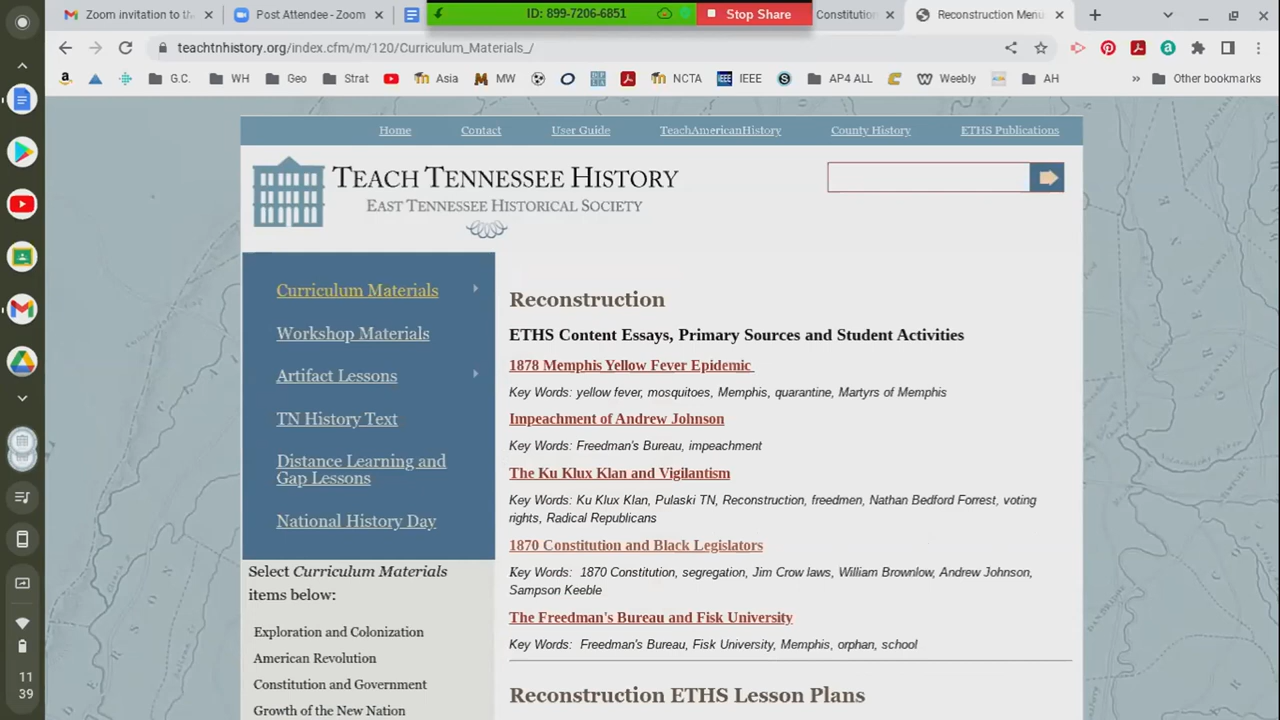 Zoom invitation to th
Post Attendee - Zoom
ID: 899-7206-6851
Stop Share
Constitution
Reconstruction Menu
teachtnhistory.org/index.cfm/m/120/Curriculum_Materials_/
G.C.
WH
Geo
Strat
Asia
MW
NCTA
IEEE
IEEE
AP4 ALL
Weebly
AH
Other bookmarks
Home
Contact
User Guide
TeachAmericanHistory
County History
ETHS Publications
TEACH TENNESSEE HISTORY
EAST TENNESSEE HISTORICAL SOCIETY
Curriculum Materials
Workshop Materials
Artifact Lessons
TN History Text
Distance Learning and
Gap Lessons
National History Day
Select Curriculum Materials
items below:
Exploration and Colonization
American Revolution
Constitution and Government
Growth of the New Nation
Reconstruction
ETHS Content Essays, Primary Sources and Student Activities
1878 Memphis Yellow Fever Epidemic
Key Words: yellow fever, mosquitoes, Memphis, quarantine, Martyrs of Memphis
Impeachment of Andrew Johnson
Key Words: Freedman's Bureau, impeachment
The Ku Klux Klan and Vigilantism
Key Words: Ku Klux Klan, Pulaski TN, Reconstruction, freedmen, Nathan Bedford Forrest, voting
rights, Radical Republicans
1870 Constitution and Black Legislators
Key Words: 1870 Constitution, segregation, Jim Crow laws, William Brownlow, Andrew Johnson,
Sampson Keeble
The Freedman's Bureau and Fisk University
Key Words: Freedman's Bureau, Fisk University, Memphis, orphan, school
Reconstruction ETHS Lesson Plans
11
39